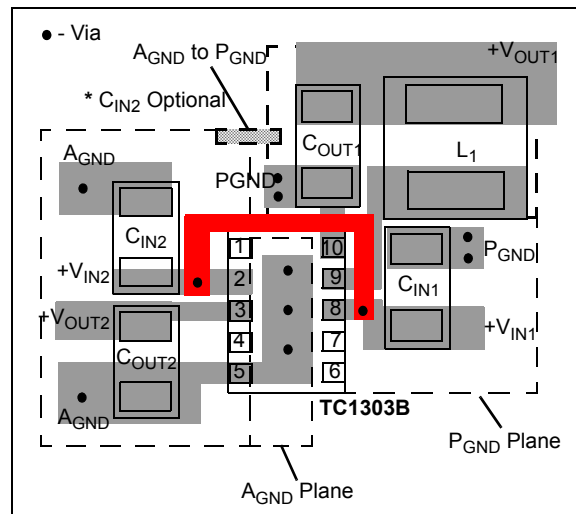 - Via
AGND to PGND
+VOUT1
* CIN2 Optional
AGND
COUT1
L1
PGND
CIN2
1
10
PGND
+VIN2
2
9
CIN1
+VOUT2
3
8
+VIN1
COUT2
4
7
5
6
AGND
TC1303B
PGND Plane
AGND Plane